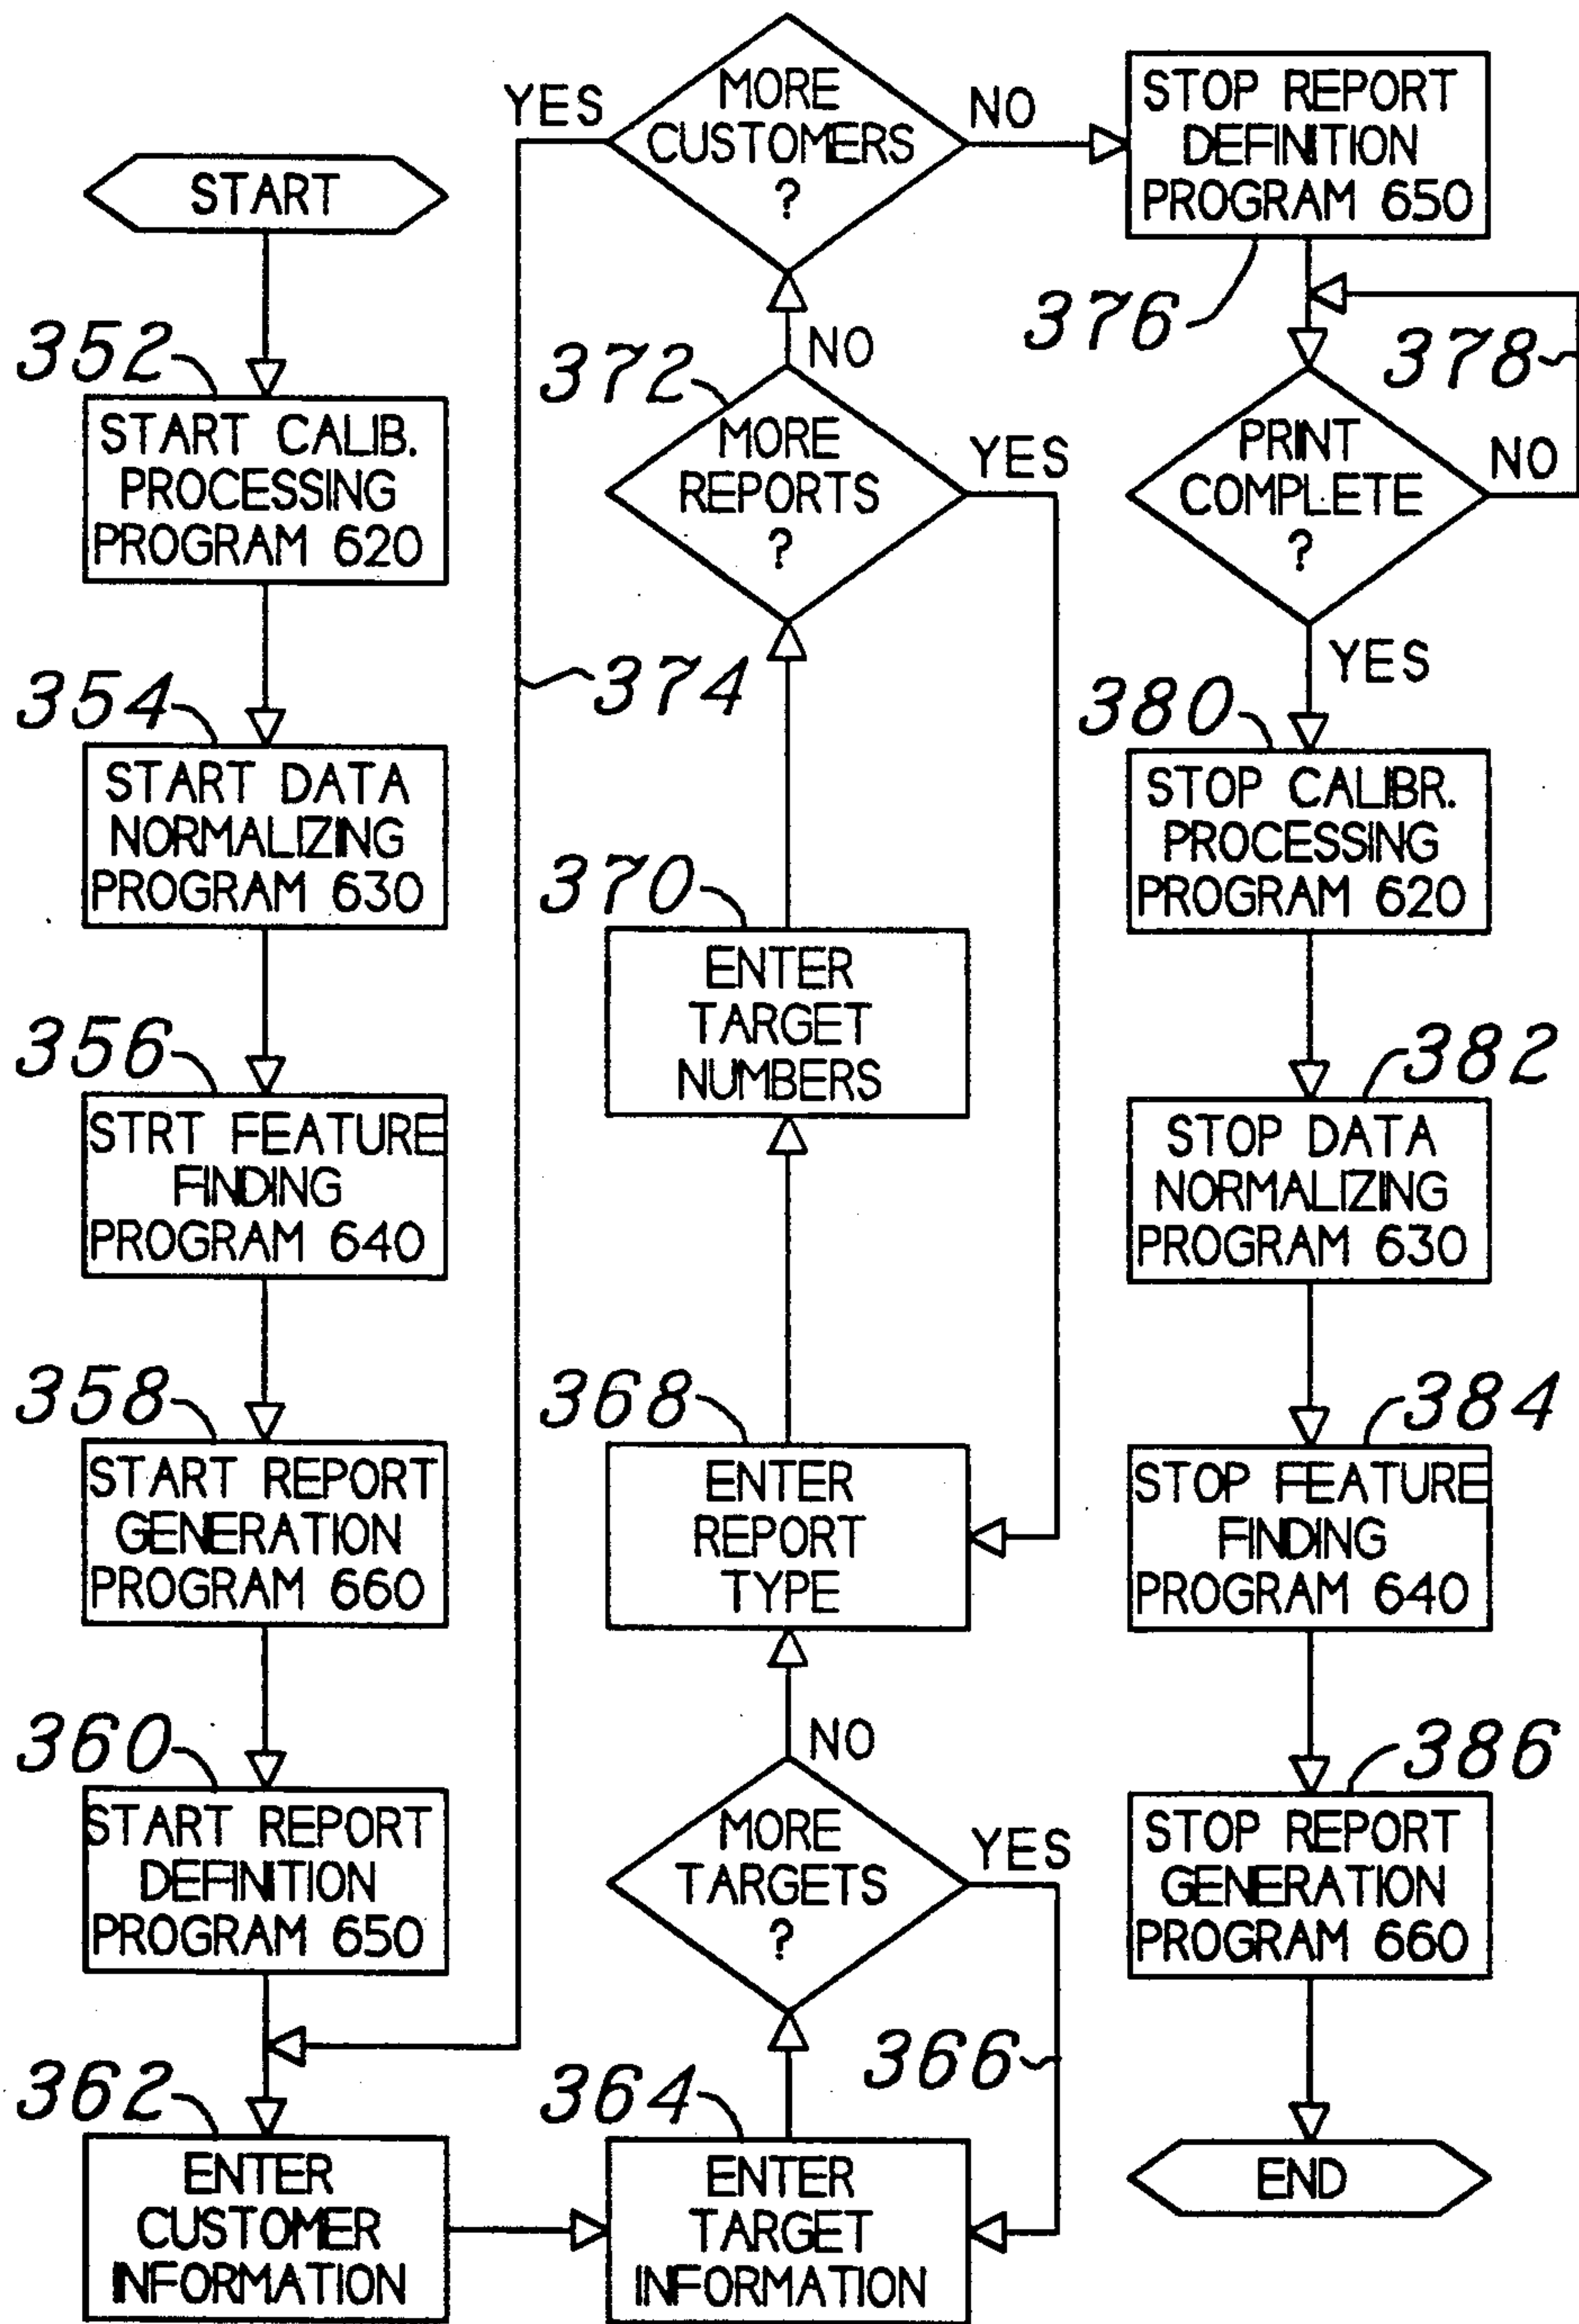 START
352
START CALIB.
PROCESSING
PROGRAM 620
354
START DATA
NORMALIZING
PROGRAM 630
356
STRT FEATURE
FINDING
PROGRAM 640
358
START REPORT
GENERATION
PROGRAM 660
360
START REPORT
DEFINITION
PROGRAM 650
362
ENTER
CUSTOMER
INFORMATION
364
ENTER
TARGET
INFORMATION
366
MORE
TARGETS
?
YES
NO
368
ENTER
REPORT
TYPE
370
ENTER
TARGET
NUMBERS
372
MORE
REPORTS
?
YES
NO
374
MORE
CUSTOMERS
?
YES
NO
STOP REPORT
DEFINITION
PROGRAM 650
376
378
PRINT
COMPLETE
?
NO
YES
380
STOP CALIBR.
PROCESSING
PROGRAM 620
382
STOP DATA
NORMALIZING
PROGRAM 630
384
STOP FEATURE
FINDING
PROGRAM 640
386
STOP REPORT
GENERATION
PROGRAM 660
END